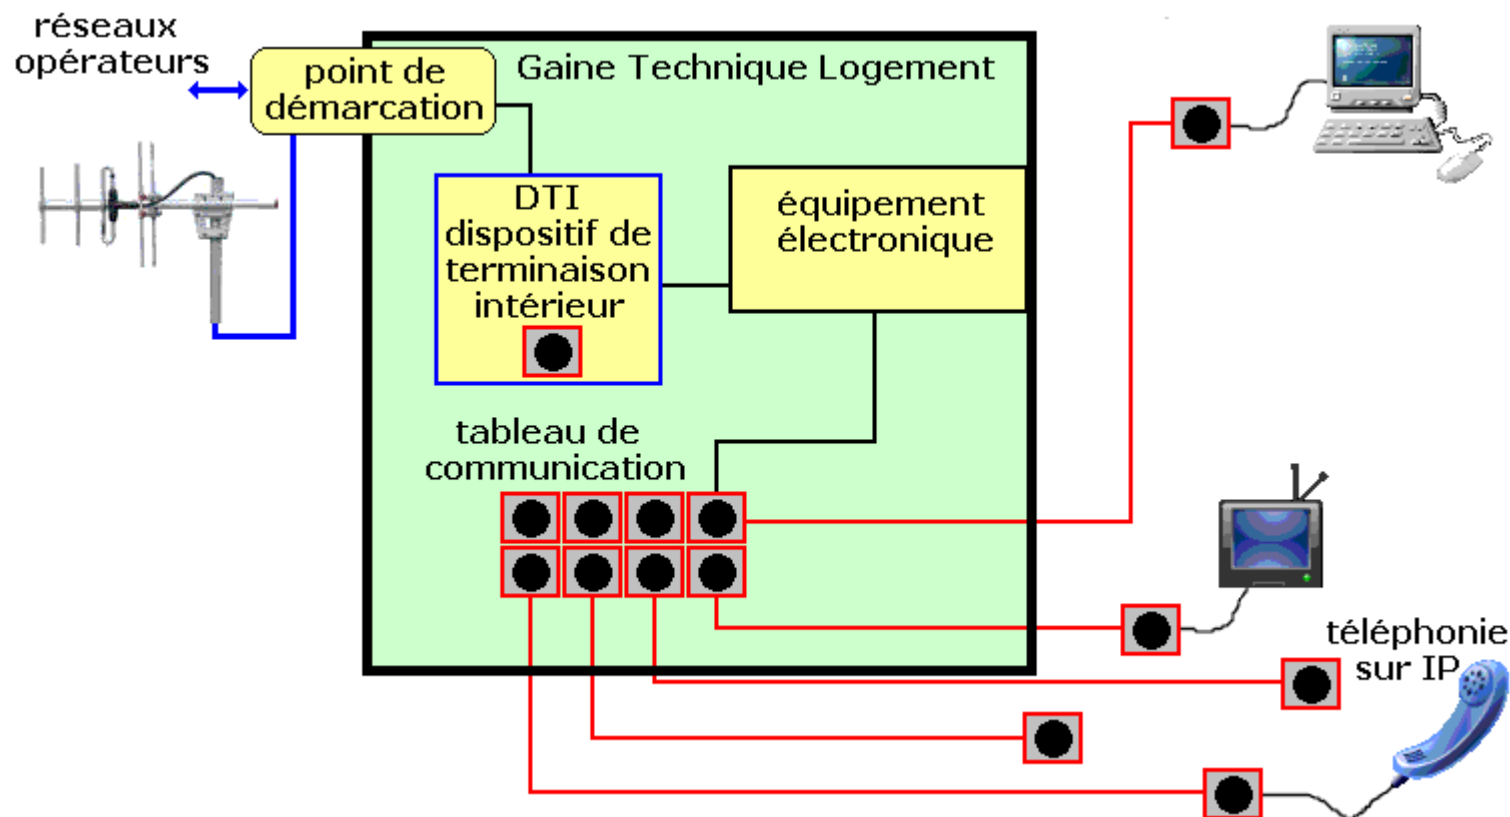 réseaux
opérateurs
point de
démarcation
Gaine Technique Logement
DTI
dispositif de
terminaison
intérieur
équipement
électronique
tableau de
communication
téléphonie
sur IP